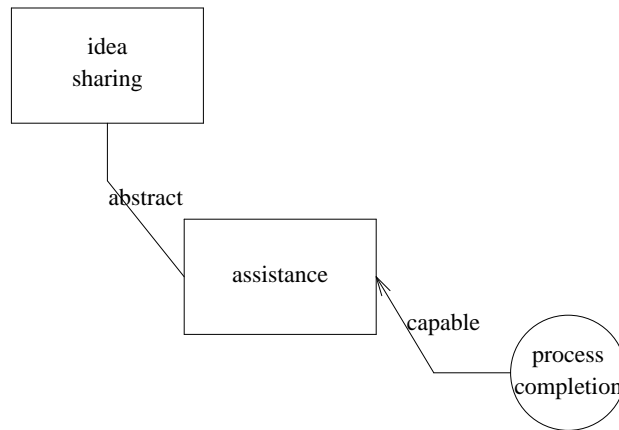 idea
sharing
abstract
assistance
capable
process
completion